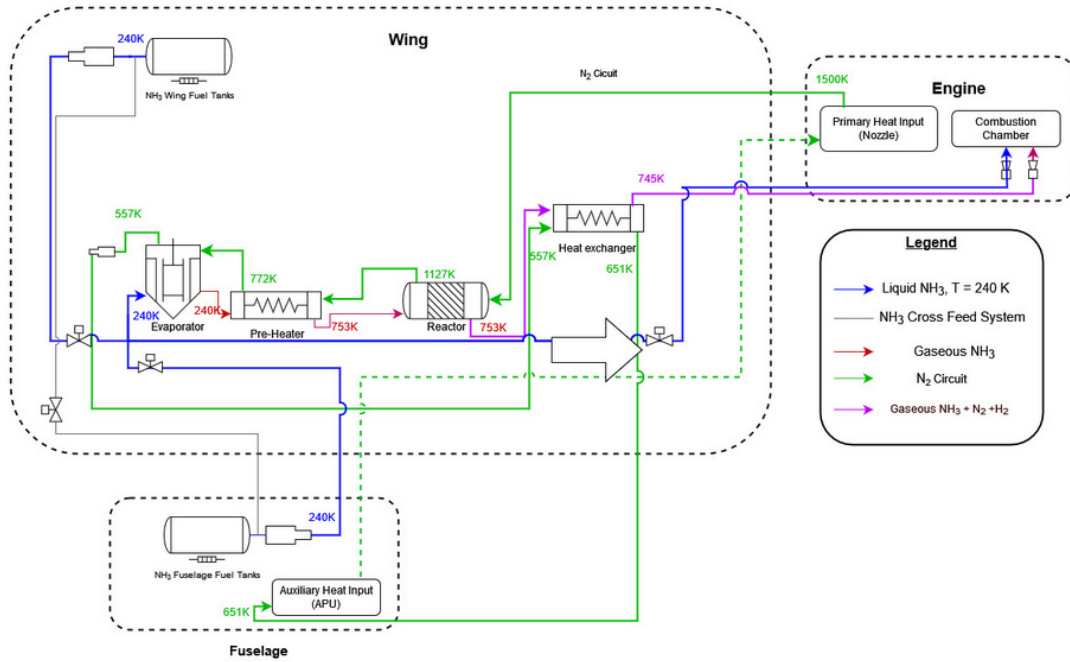 Wing
240K
NH₃ Wing Fuel Tanks
N₂ Cicuit
1500K
Engine
Primary Heat Input
(Nozzle)
Combustion
Chamber
745K
557K
Heat exchanger
557K
651K
772K
1127K
240K
240K
Evaporator
Pre-Heater
753K
Reactor
753K
Legend
Liquid NH₃, T = 240 K
NH₃ Cross Feed System
Gaseous NH₃
N₂ Circuit
Gaseous NH₃ + N₂ +H₂
240K
NH₃ Fuselage Fuel Tanks
Auxiliary Heat Input
(APU)
651K
Fuselage